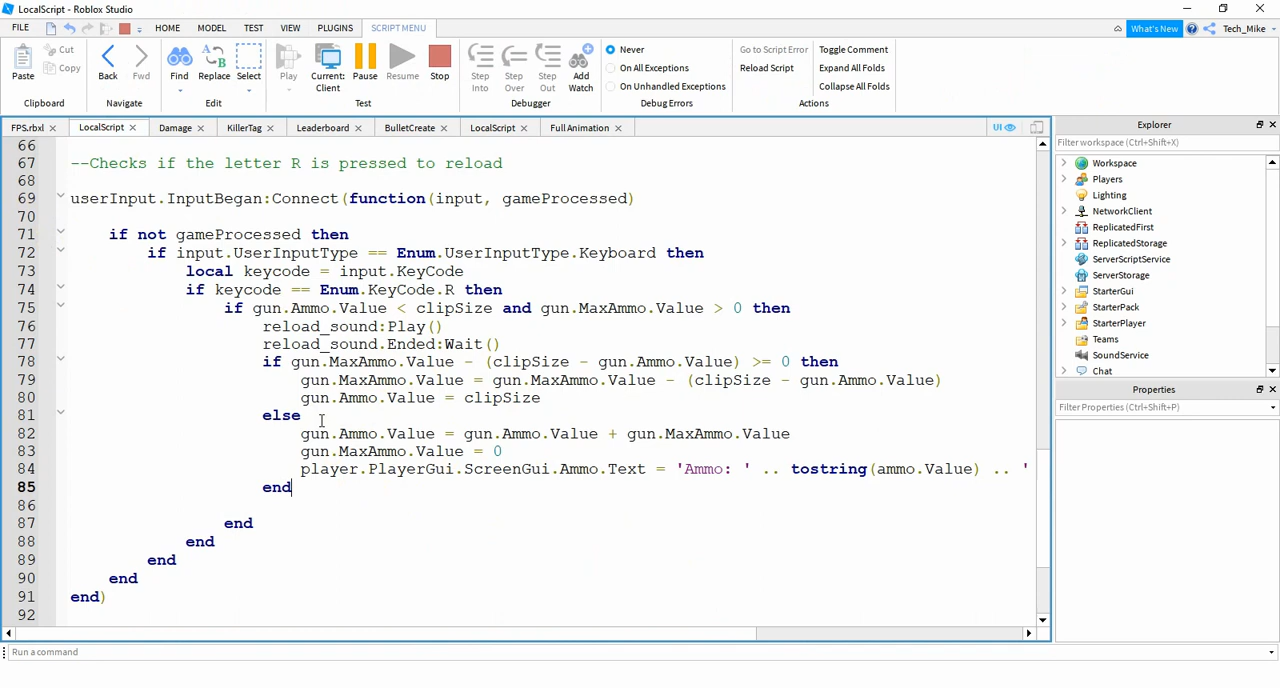 LocalScript - Roblox Studio
FILE HOME MODEL TEST VIEW PLUGINS SCRIPT MENU What's New Tech_Mike
Paste Cut Copy Back Fwd Find Replace Select Play Current: Client Pause Resume Stop Step Into Step Over Step Out Add Watch Never On All Exceptions On Unhandled Exceptions Go to Script Error Reload Script Toggle Comment Expand All Folds Collapse All Folds
Clipboard Navigate Edit Test Debugger Debug Errors Actions
FPS.rbxl LocalScript Damage KillerTag Leaderboard BulletCreate LocalScript Full Animation UI
66
67 --Checks if the letter R is pressed to reload
68
69 userInput.InputBegan:Connect(function(input, gameProcessed)
70
71 if not gameProcessed then
72 if input.UserInputType == Enum.UserInputType.Keyboard then
73 local keycode = input.KeyCode
74 if keycode == Enum.KeyCode.R then
75 if gun.Ammo.Value < clipSize and gun.MaxAmmo.Value > 0 then
76 reload_sound:Play()
77 reload_sound.Ended:Wait()
78 if gun.MaxAmmo.Value - (clipSize - gun.Ammo.Value) >= 0 then
79 gun.MaxAmmo.Value = gun.MaxAmmo.Value - (clipSize - gun.Ammo.Value)
80 gun.Ammo.Value = clipSize
81 else
82 gun.Ammo.Value = gun.Ammo.Value + gun.MaxAmmo.Value
83 gun.MaxAmmo.Value = 0
84 player.PlayerGui.ScreenGui.Ammo.Text = 'Ammo: ' .. tostring(ammo.Value) .. '
85 end
86
87 end
88 end
89 end
90 end
91 end)
92
Explorer
Filter workspace (Ctrl+Shift+X)
Workspace
Players
Lighting
NetworkClient
ReplicatedFirst
ReplicatedStorage
ServerScriptService
ServerStorage
StarterGui
StarterPack
StarterPlayer
Teams
SoundService
Chat
Properties
Filter Properties (Ctrl+Shift+P)
Run a command